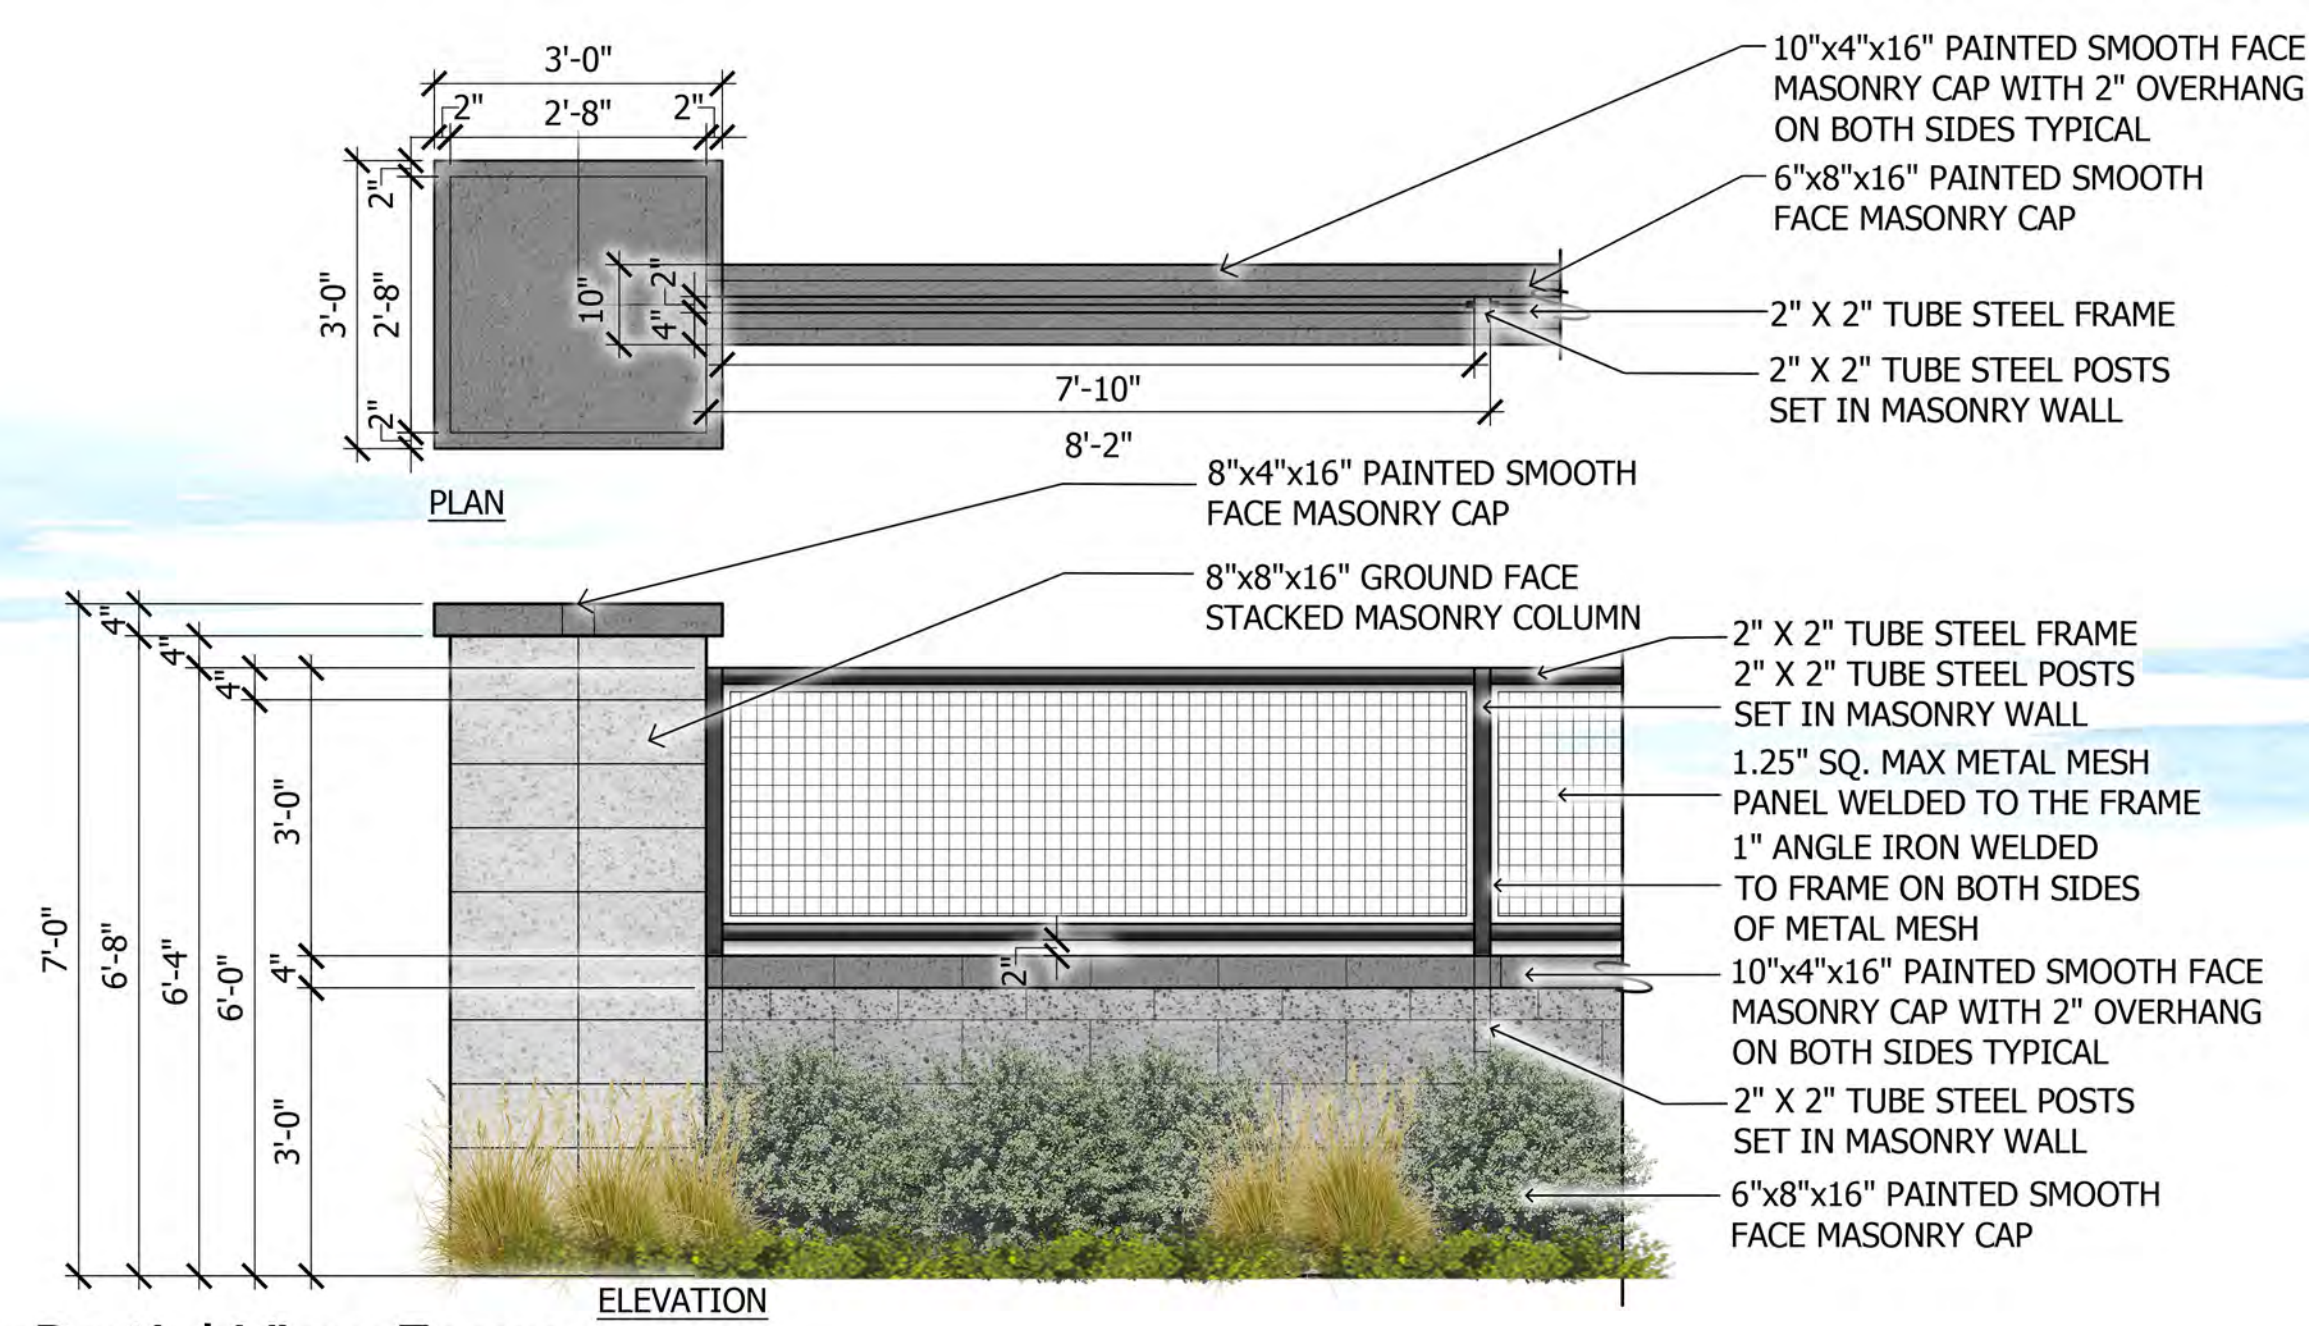 3'-0"
2"
2'-8"
2"
2"
3'-0"
2'-8"
2"
10"
2"
4"
7'-10"
8'-2"
10"x4"x16" PAINTED SMOOTH FACE
MASONRY CAP WITH 2" OVERHANG
ON BOTH SIDES TYPICAL
6"x8"x16" PAINTED SMOOTH
FACE MASONRY CAP
2" X 2" TUBE STEEL FRAME
2" X 2" TUBE STEEL POSTS
SET IN MASONRY WALL
PLAN
8"x4"x16" PAINTED SMOOTH
FACE MASONRY CAP
8"x8"x16" GROUND FACE
STACKED MASONRY COLUMN
4"
4"
4"
3'-0"
7'-0"
6'-8"
6'-4"
6'-0"
4"
3'-0"
2"
2" X 2" TUBE STEEL FRAME
2" X 2" TUBE STEEL POSTS
SET IN MASONRY WALL
1.25" SQ. MAX METAL MESH
PANEL WELDED TO THE FRAME
1" ANGLE IRON WELDED
TO FRAME ON BOTH SIDES
OF METAL MESH
10"x4"x16" PAINTED SMOOTH FACE
MASONRY CAP WITH 2" OVERHANG
ON BOTH SIDES TYPICAL
2" X 2" TUBE STEEL POSTS
SET IN MASONRY WALL
6"x8"x16" PAINTED SMOOTH
FACE MASONRY CAP
ELEVATION